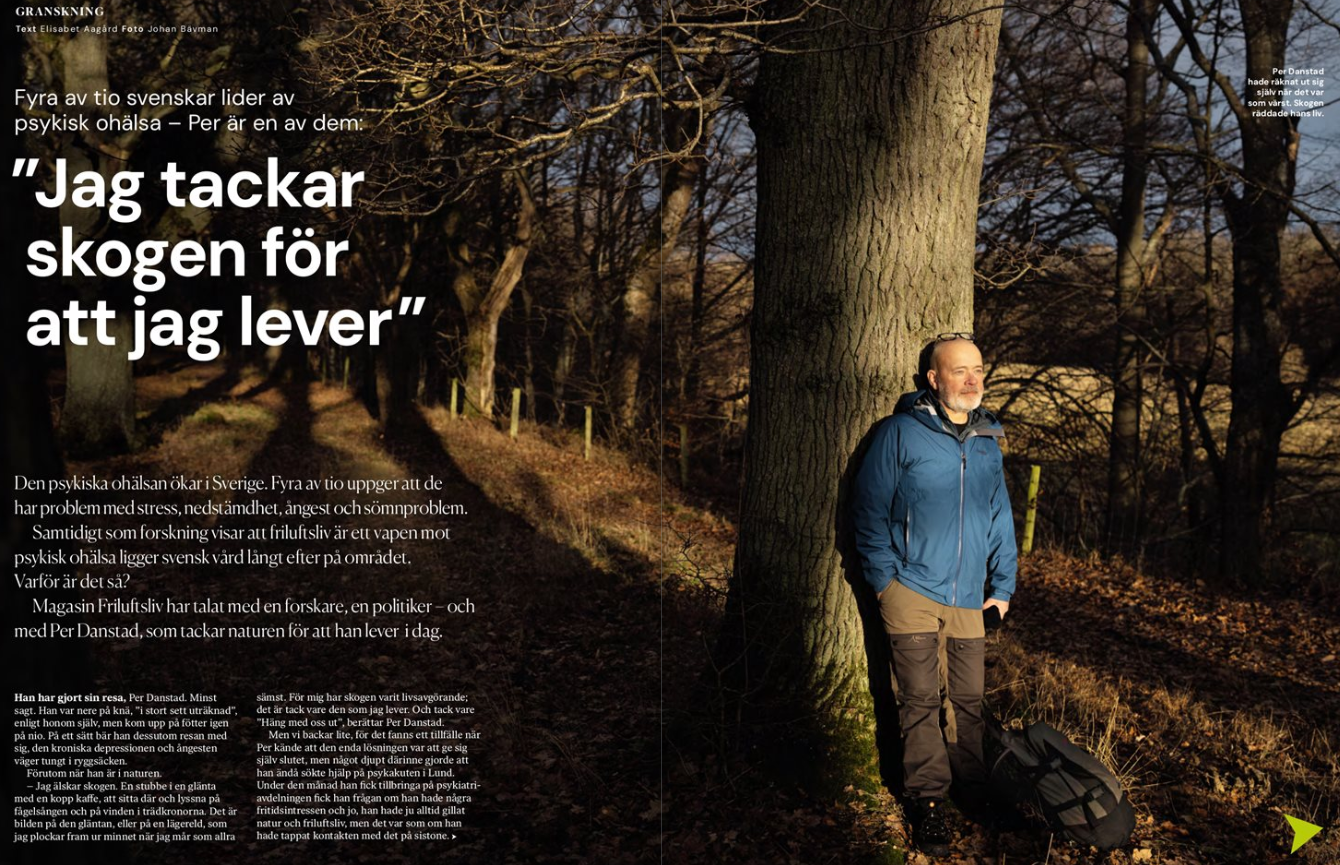 GRANSKNING
Text Elisabet Aagård Foto Johan Bävman
Fyra av tio svenskar lider av
psykisk ohälsa – Per är en av dem:
”Jag tackar
skogen för
att jag lever”
Den psykiska ohälsan ökar i Sverige. Fyra av tio uppger att de
har problem med stress, nedstämdhet, ångest och sömnproblem.
Samtidigt som forskning visar att friluftsliv är ett vapen mot
psykisk ohälsa ligger svensk vård långt efter på området.
Varför är det så?
Magasin Friluftsliv har talat med en forskare, en politiker – och
med Per Danstad, som tackar naturen för att han lever i dag.
Han har gjort sin resa, Per Danstad. Minst
sagt. Han var nere på knä, ”i stort sett uträknad”,
enligt honom själv, men kom upp på fötter igen
på nio. På ett sätt bär han dessutom resan med
sig, den kroniska depressionen och ångesten
väger tungt i ryggsäcken.
Förutom när han är i naturen.
– Jag älskar skogen. En stubbe i en glänta
med en kopp kaffe, att sitta där och lyssna på
fågelsången och på vinden i trädkronorna. Det är
bilden på den gläntan, eller på en lägereld, som
jag plockar fram ur minnet när jag mår som allra
sämst. För mig har skogen varit livsavgörande;
det är tack vare den som jag lever. Och tack vare
”Häng med oss ut”, berättar Per Danstad.
Men vi backar lite, för det fanns ett tillfälle när
Per kände att den enda lösningen var att ge sig
själv slutet, men något djupt därinne gjorde att
han ändå sökte hjälp på psykakuten i Lund.
Under den månad han fick tillbringa på psykiatri-
avdelningen fick han frågan om han hade några
fritidsintressen och jo, han hade ju alltid gillat
natur och friluftsliv, men det var som om han
hade tappat kontakten med det på sistone.
Per Danstad
hade räknat ut sig
själv när det var
som värst. Skogen
räddade hans liv.